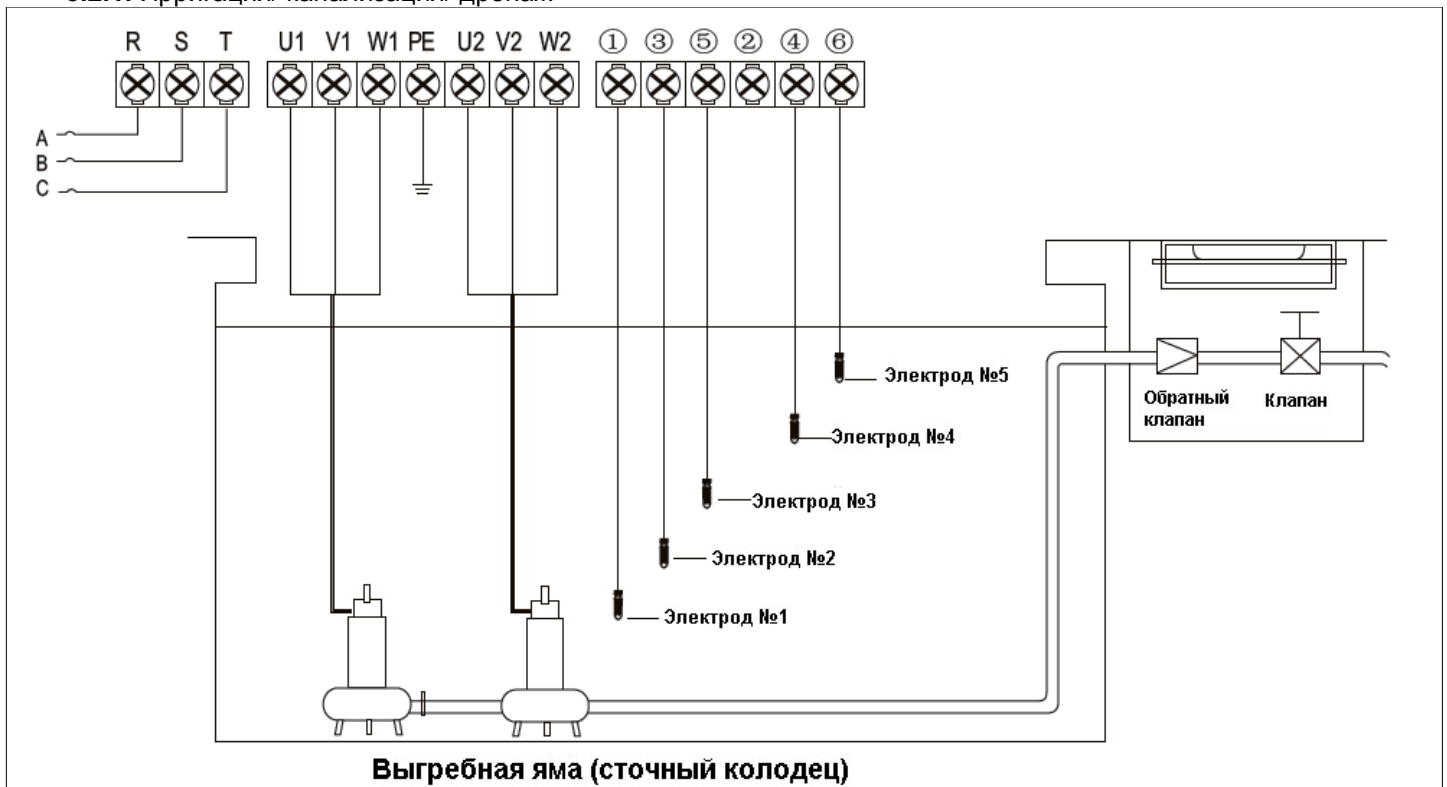 R S T U1 V1 W1 PE U2 V2 W2 ① ③ ⑤ ② ④ ⑥
A
B
C
Электрод №5
Обратный клапан
Клапан
Электрод №4
Электрод №3
Электрод №2
Электрод №1
Выгребная яма (сточный колодец)